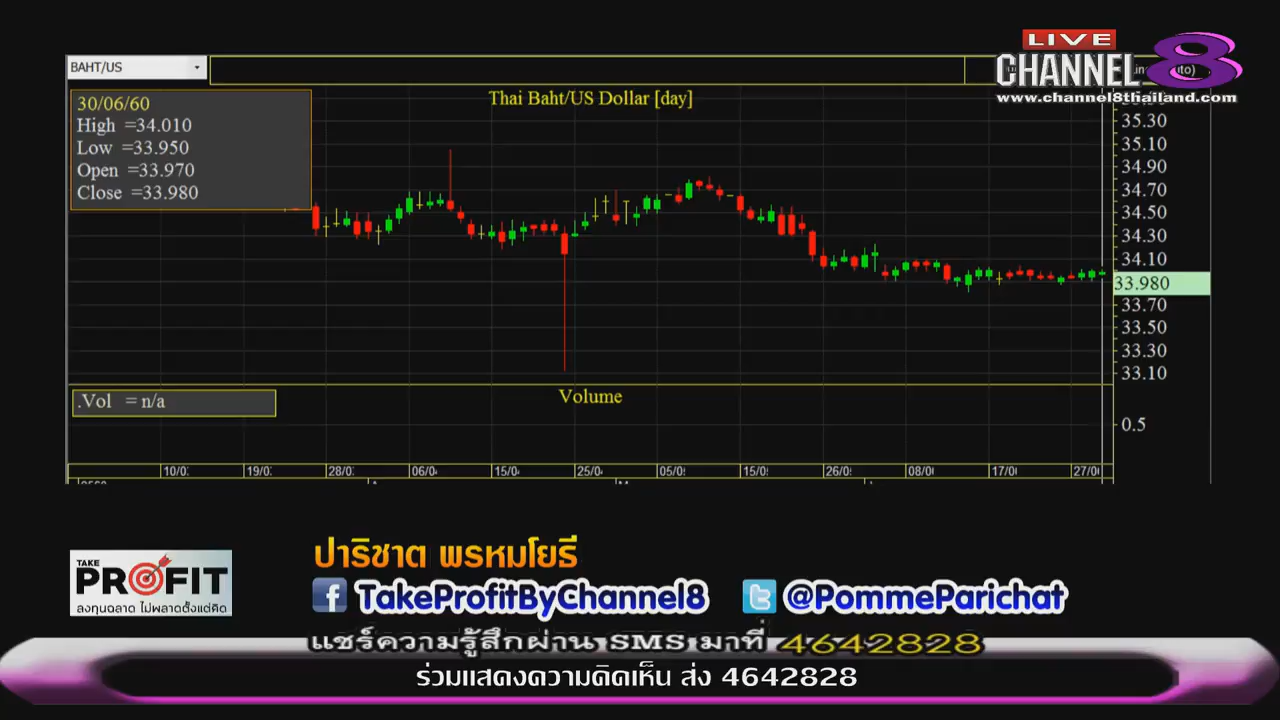 LIVE
CHANNEL 8
www.channel8thailand.com
BAHT/US
Thai Baht/US Dollar [day]
30/06/60
High =34.010
Low =33.950
Open =33.970
Close =33.980
35.30
35.10
34.90
34.70
34.50
34.30
34.10
33.980
33.70
33.50
33.30
33.10
.Vol = n/a
Volume
0.5
10/0 19/0 28/0 06/0 15/0 25/0 05/0 15/0 26/0 08/0 17/0 27/0
ปาริชาต พรหมโยธี
TAKE
PROFIT
ลงทุนฉลาด ไม่พลาดตั้งแต่คิด
TakeProfitByChannel8 @PommeParichat
แชร์ความรู้สึกผ่าน SMS มาที่ 4642828
ร่วมแสดงความคิดเห็น ส่ง 4642828